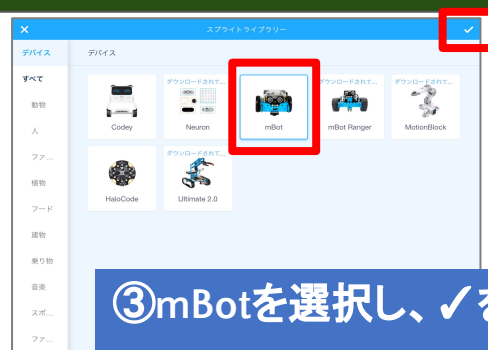 × スプライトライブラリー ✓
デバイス デバイス
すべて
動物
人
ファ...
植物
フード
建物
乗り物
音楽
スポ...
ファ...
Codey
ダウンロードされて...
Neuron
mBot
ダウンロードされて...
mBot Ranger
ダウンロードされて...
MotionBlock
HaloCode
ダウンロードされて...
Ultimate 2.0
③mBotを選択し、✓を